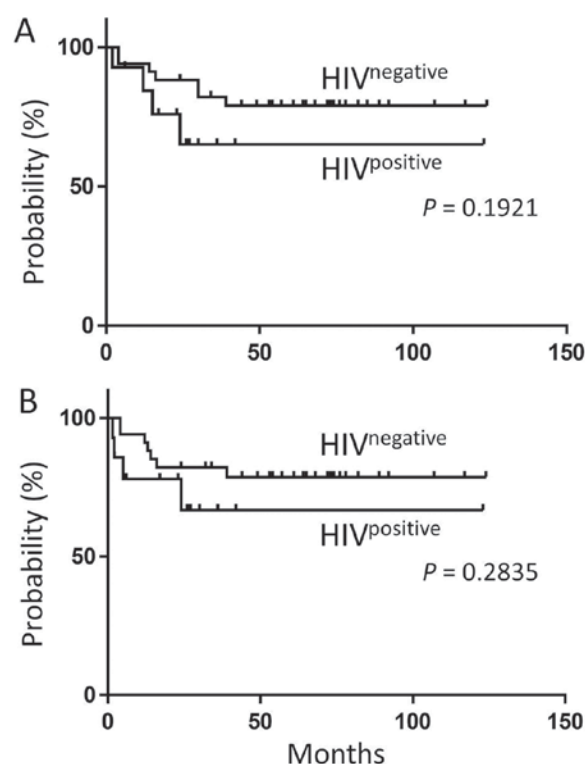 A
100
50
0
Probability (%)
HIVnegative
HIVpositive
P = 0.1921
0 50 100 150
B
100
50
0
Probability (%)
HIVnegative
HIVpositive
P = 0.2835
0 50 100 150
Months